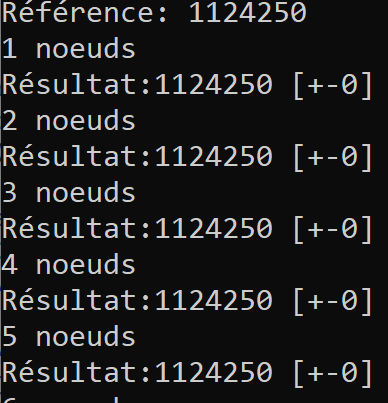 Référence: 1124250
1 noeuds
Résultat:1124250 [+-0]
2 noeuds
Résultat:1124250 [+-0]
3 noeuds
Résultat:1124250 [+-0]
4 noeuds
Résultat:1124250 [+-0]
5 noeuds
Résultat:1124250 [+-0]